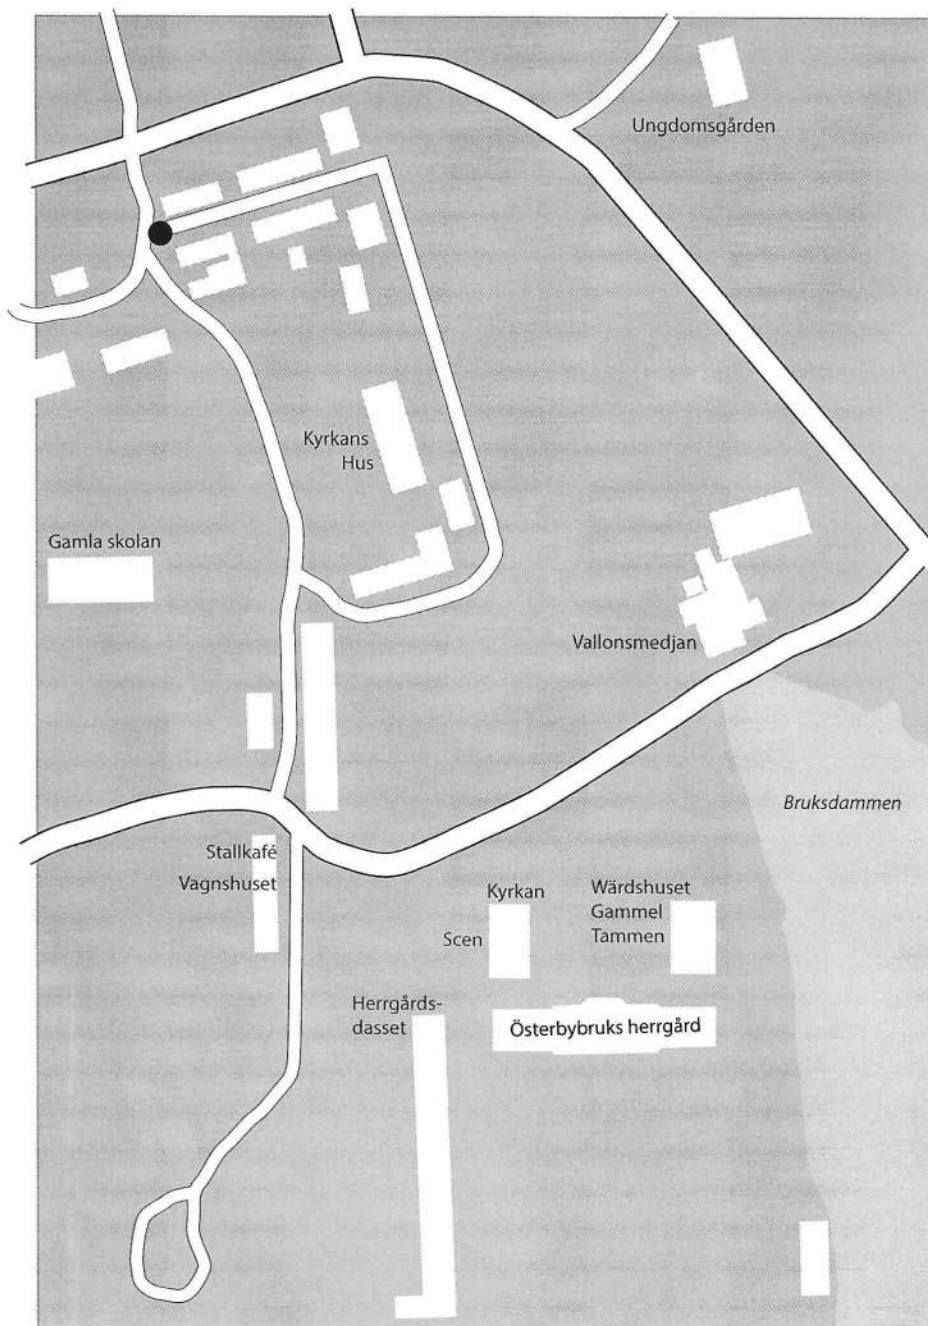 Ungdomsgården
Kyrkans
Hus
Gamla skolan
Vallonsmedjan
Bruksdammen
Stallkafé
Vagnshuset
Kyrkan
Scen
Wärdshuset
Gammel
Tammen
Herrgårds-
dasset
Österbybruks herrgård